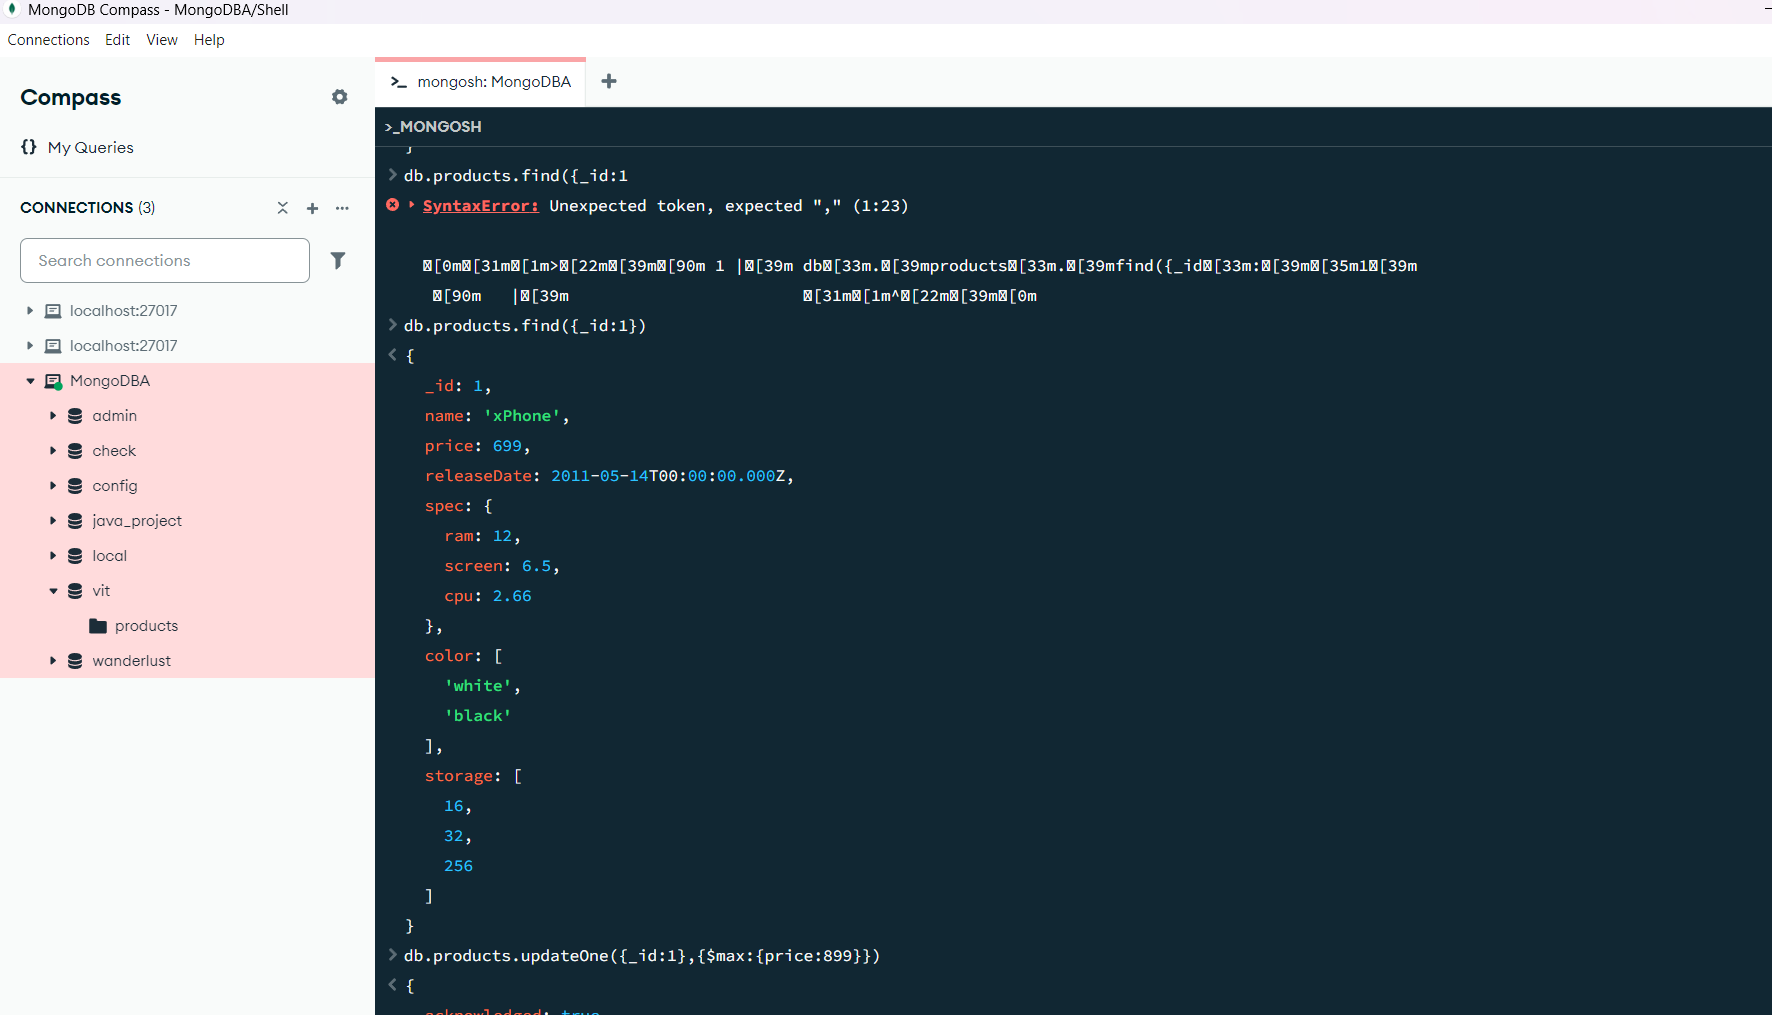 MongoDB Compass - MongoDBA/Shell
Connections Edit View Help
Compass
{} My Queries
CONNECTIONS (3)
Search connections
localhost:27017
localhost:27017
MongoDBA
admin
check
config
java_project
local
vit
products
wanderlust
>_ mongosh: MongoDBA +
>_MONGOSH
}
> db.products.find({_id:1
SyntaxError: Unexpected token, expected "," (1:23)
[0m[31m[1m>[22m[39m[90m 1 |[39m db[33m.[39mproducts[33m.[39mfind({_id[33m:[39m[35m1[39m
[90m |[39m [31m[1m^[22m[39m[0m
> db.products.find({_id:1})
< {
_id: 1,
name: 'xPhone',
price: 699,
releaseDate: 2011-05-14T00:00:00.000Z,
spec: {
ram: 12,
screen: 6.5,
cpu: 2.66
},
color: [
'white',
'black'
],
storage: [
16,
32,
256
]
}
> db.products.updateOne({_id:1},{$max:{price:899}})
< {
acknowledged: true